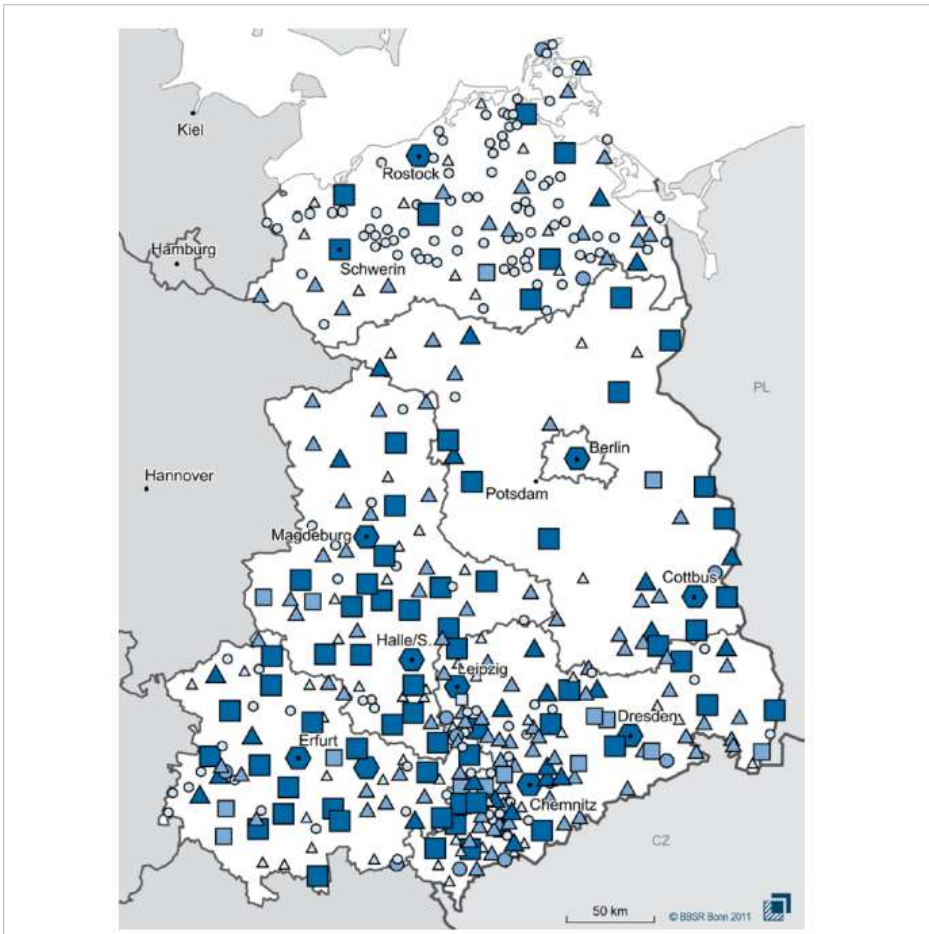 Kiel
Rostock
Hamburg
Schwerin
PL
Berlin
Hannover
Potsdam
Magdeburg
Cottbus
Halle/S.
Leipzig
Dresden
Erfurt
Chemnitz
CZ
50 km
© BBSR Bonn 2011